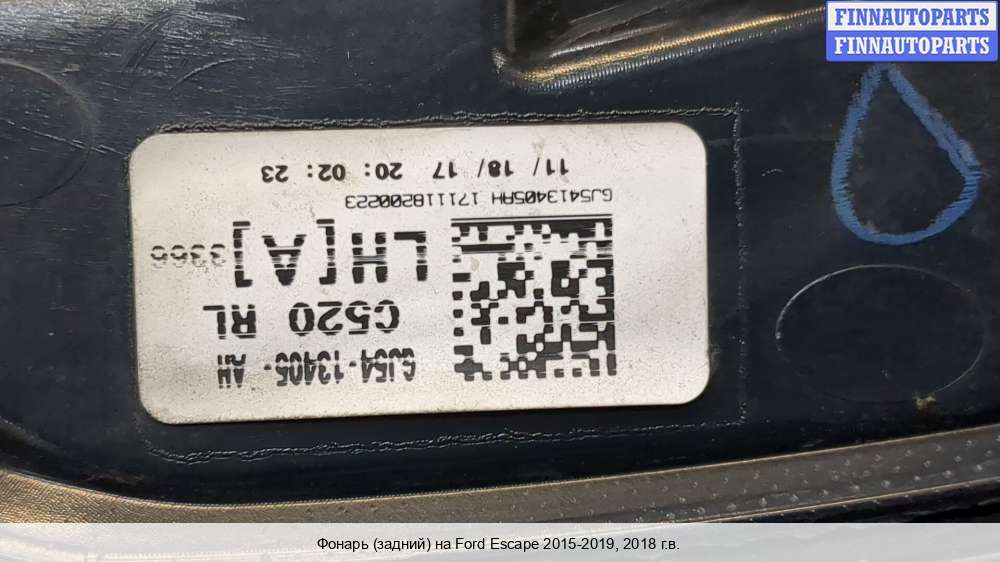 FINNAUTOPARTS
FINNAUTOPARTS
GJ54-13405-AH
C520 RL
LH[A] 3366
GJ5413405AH 171118200223
11/ 18/ 17 20: 02: 23
Фонарь (задний) на Ford Escape 2015-2019, 2018 г.в.